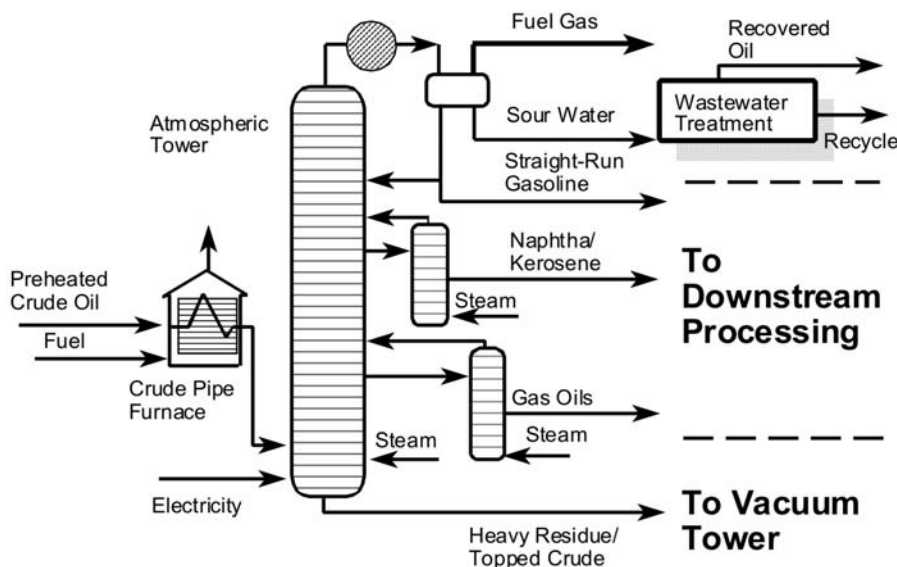 Fuel Gas
Recovered
Oil
Wastewater
Treatment
Sour Water
Recycle
Atmospheric
Tower
Straight-Run
Gasoline
Naphtha/
Kerosene
To
Downstream
Processing
Preheated
Crude Oil
Steam
Fuel
Crude Pipe
Furnace
Gas Oils
Steam
Steam
Electricity
To Vacuum
Tower
Heavy Residue/
Topped Crude